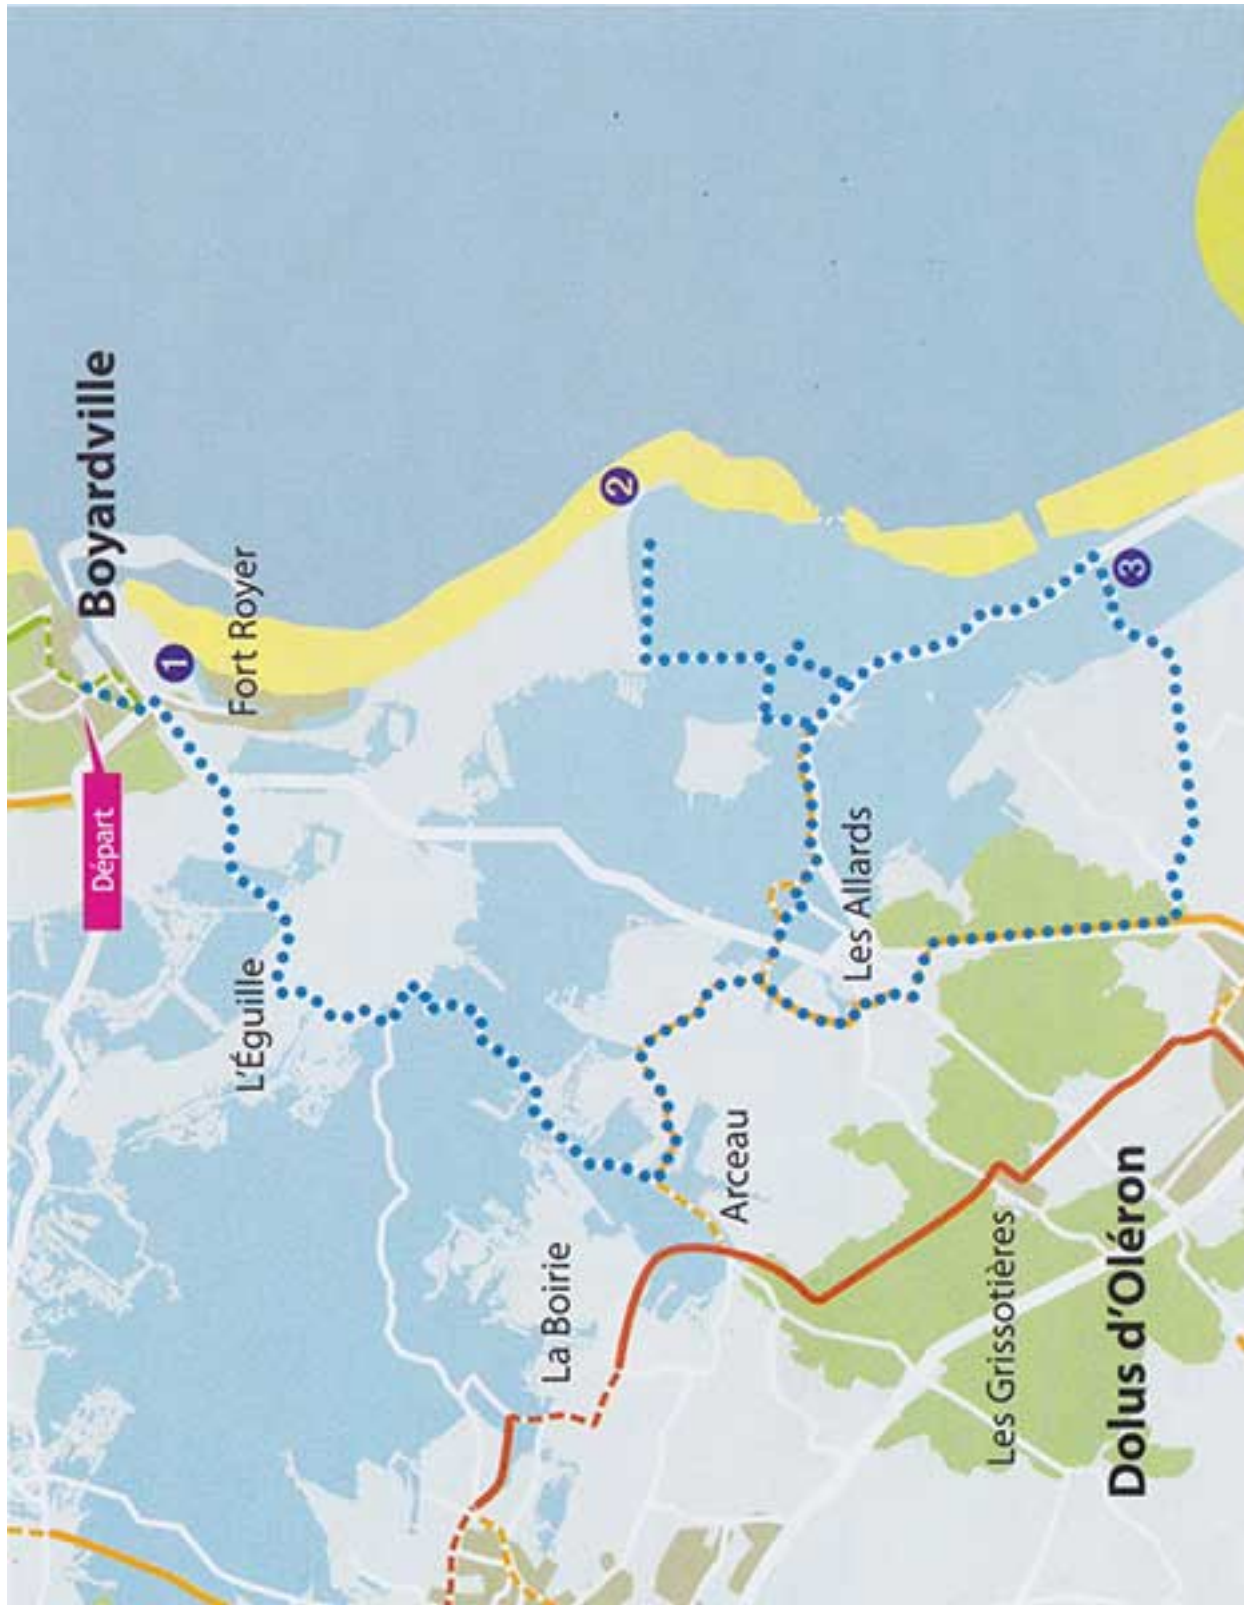 Boyardville
1
Fort Royer
Départ
L'Éguille
2
3
Les Allards
Arceau
La Boirie
Les Grissotières
Dolus d'Oléron